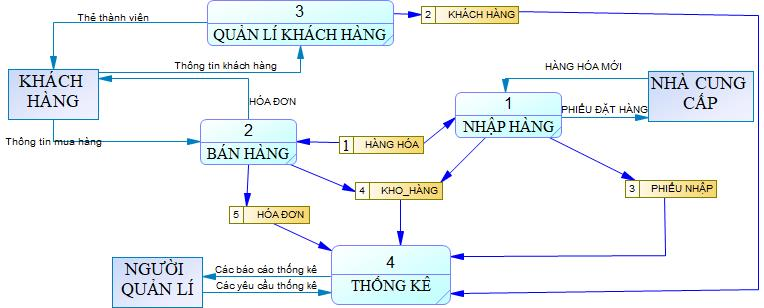 3
QUẢN LÍ KHÁCH HÀNG
2 KHÁCH HÀNG
Thẻ thành viên
Thông tin khách hàng
KHÁCH
HÀNG
HÓA ĐƠN
Thông tin mua hàng
HÀNG HÓA MỚI
NHÀ CUNG
CẤP
PHIẾU ĐẶT HÀNG
1
NHẬP HÀNG
2
BÁN HÀNG
1 HÀNG HÓA
4 KHO_HÀNG
3 PHIẾU NHẬP
5 HÓA ĐƠN
4
THỐNG KÊ
NGƯỜI
QUẢN LÍ
Các báo cáo thống kê
Các yêu cầu thống kê